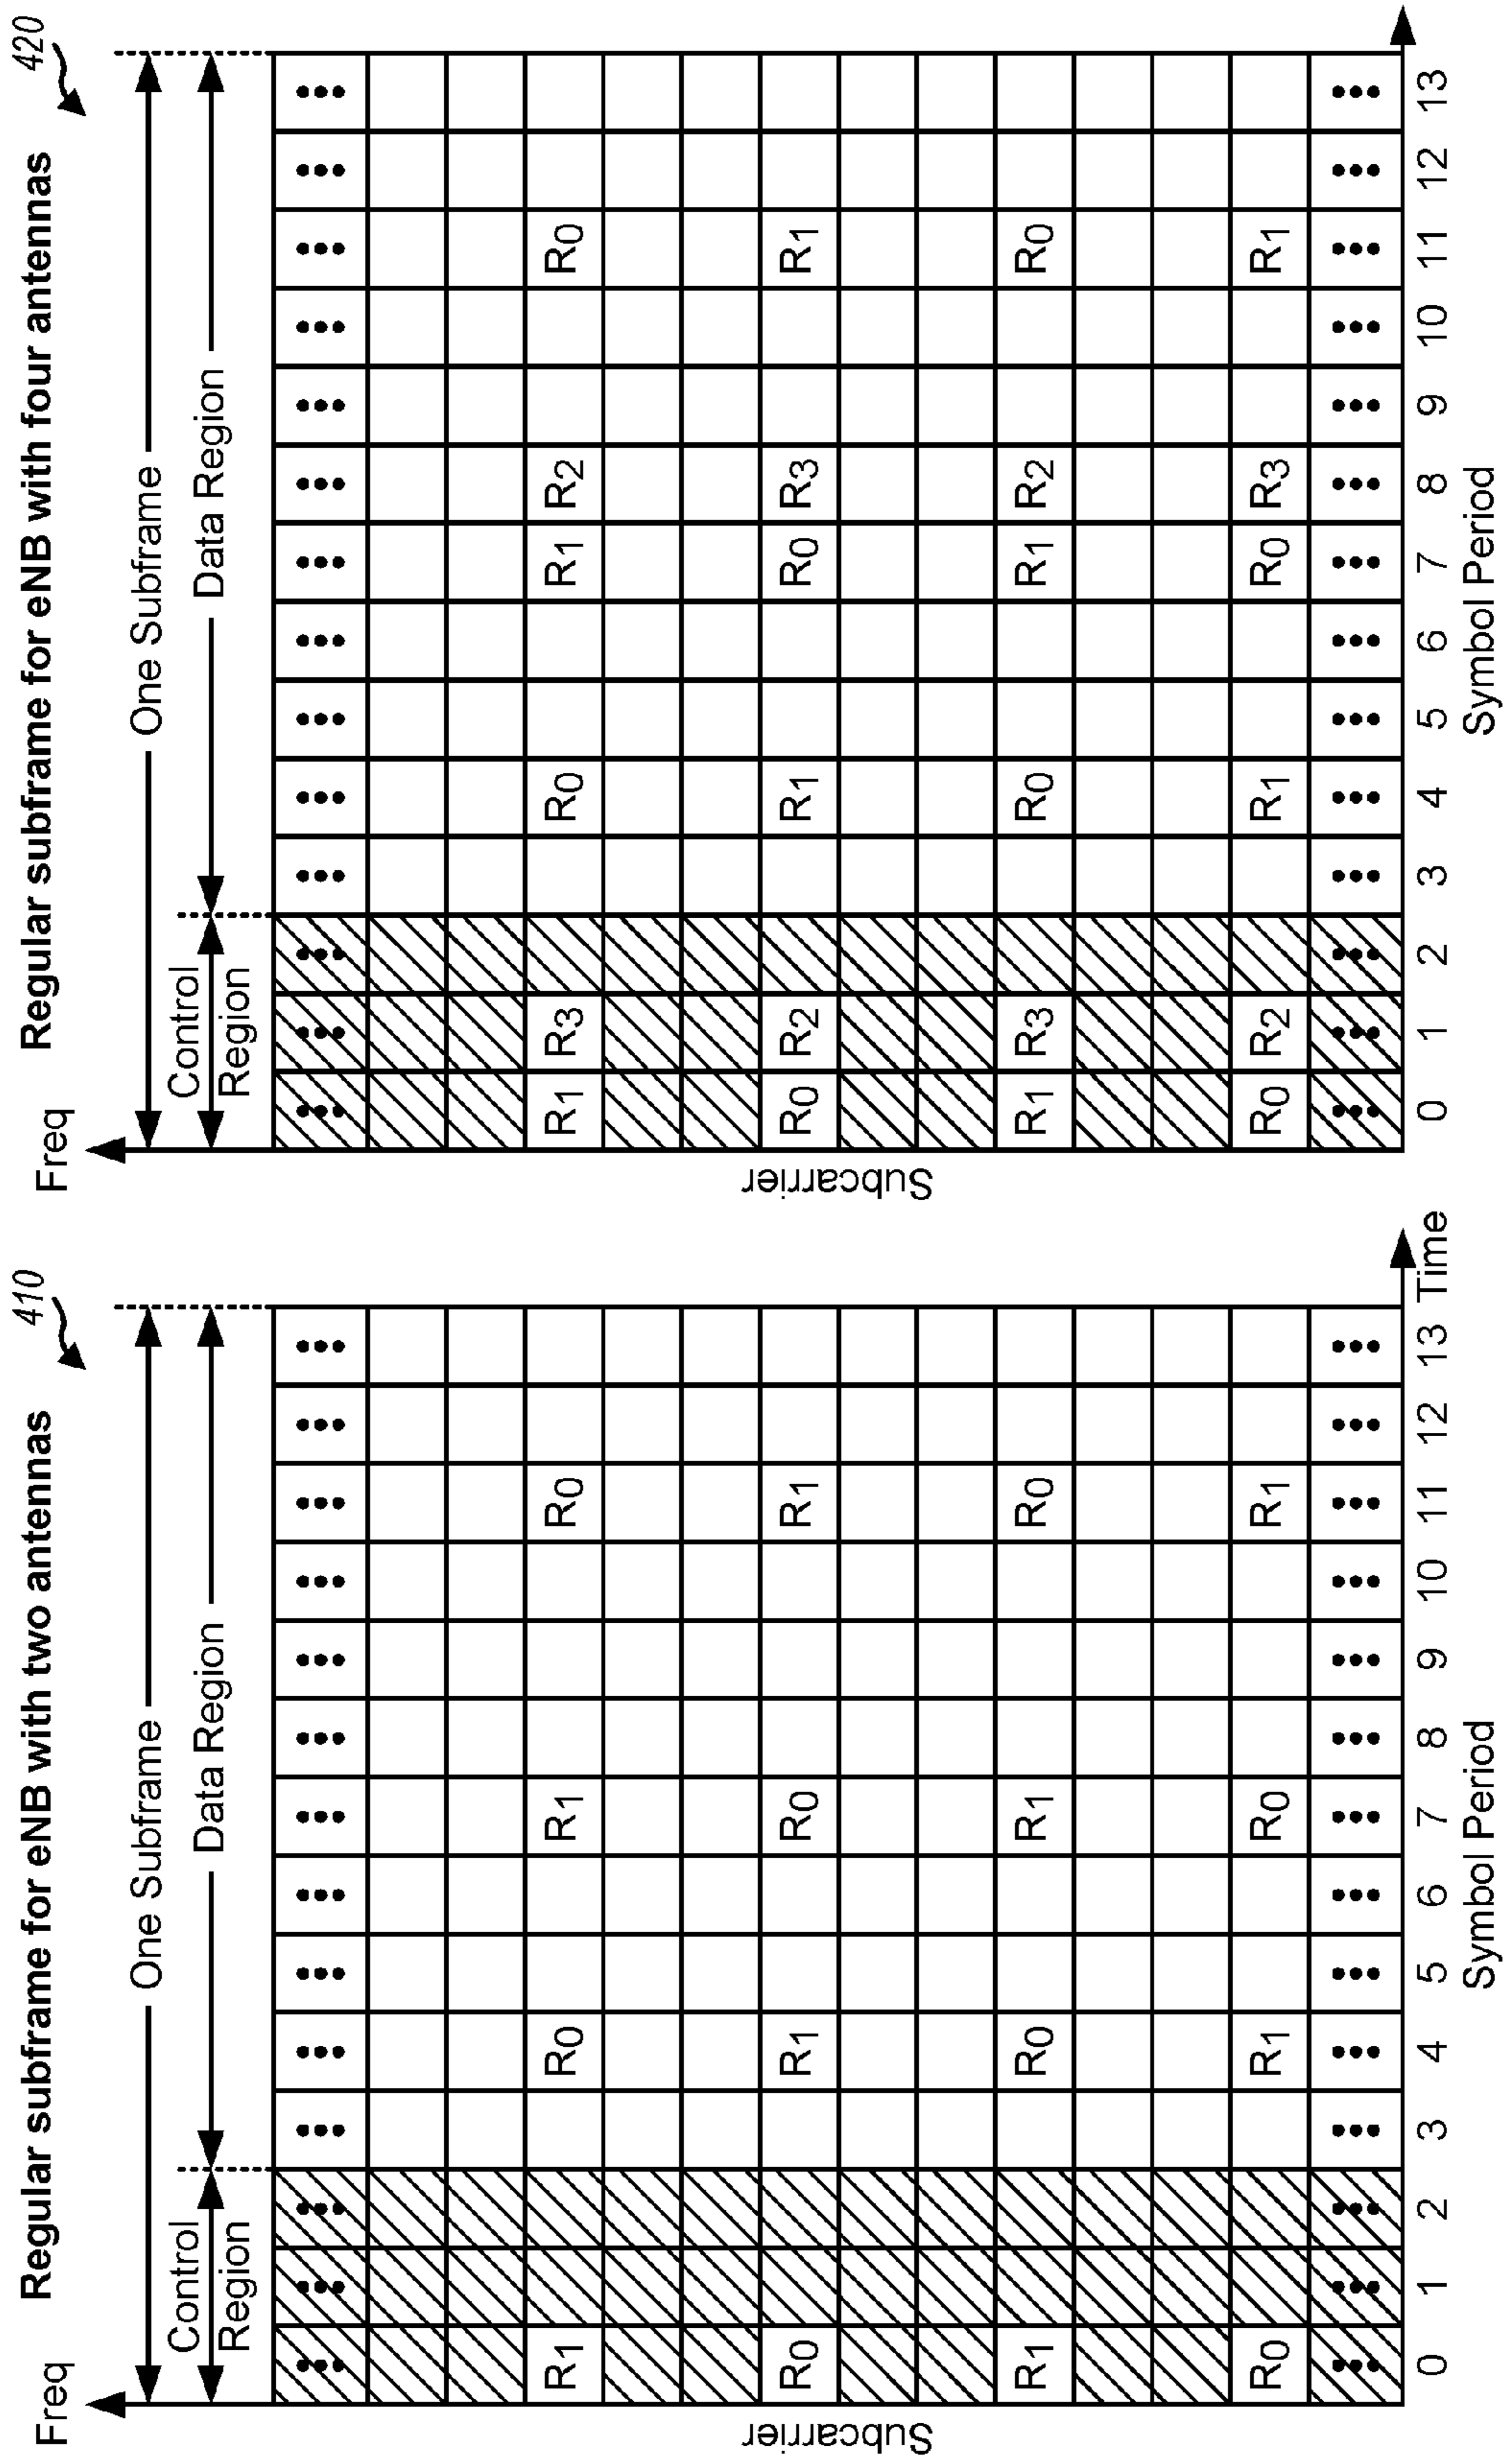 Regular subframe for eNB with two antennas
410
Freq
One Subframe
Control
Region
Data Region
Subcarrier
R0 R1 R0 R1
R1 R0 R1 R0
R0 R1 R0 R1
R1 R0 R1 R0
0 1 2 3 4 5 6 7 8 9 10 11 12 13
Time
Symbol Period
Regular subframe for eNB with four antennas
420
Freq
One Subframe
Control
Region
Data Region
Subcarrier
R1 R3 R0 R1 R2 R0
R0 R2 R1 R0 R3 R1
R1 R3 R0 R1 R2 R0
R0 R2 R1 R0 R3 R1
0 1 2 3 4 5 6 7 8 9 10 11 12 13
Symbol Period